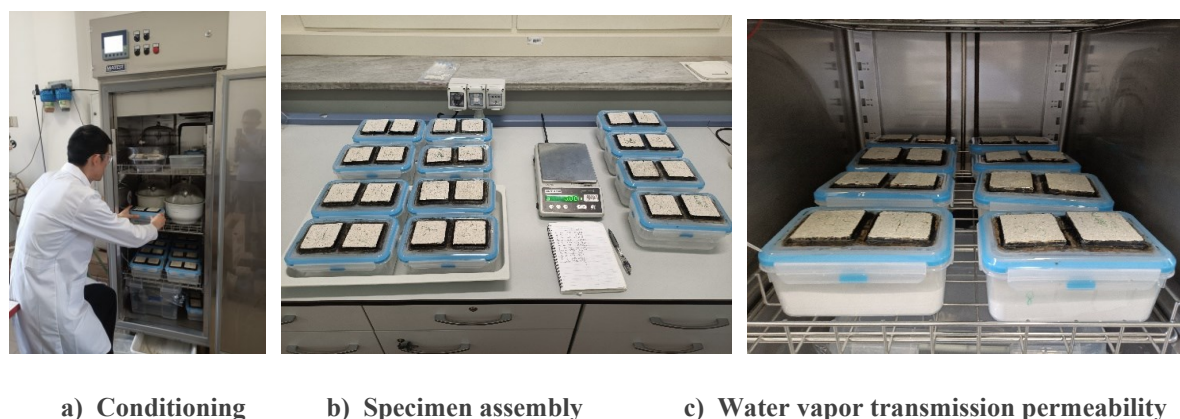 a) Conditioning
b) Specimen assembly
c) Water vapor transmission permeability